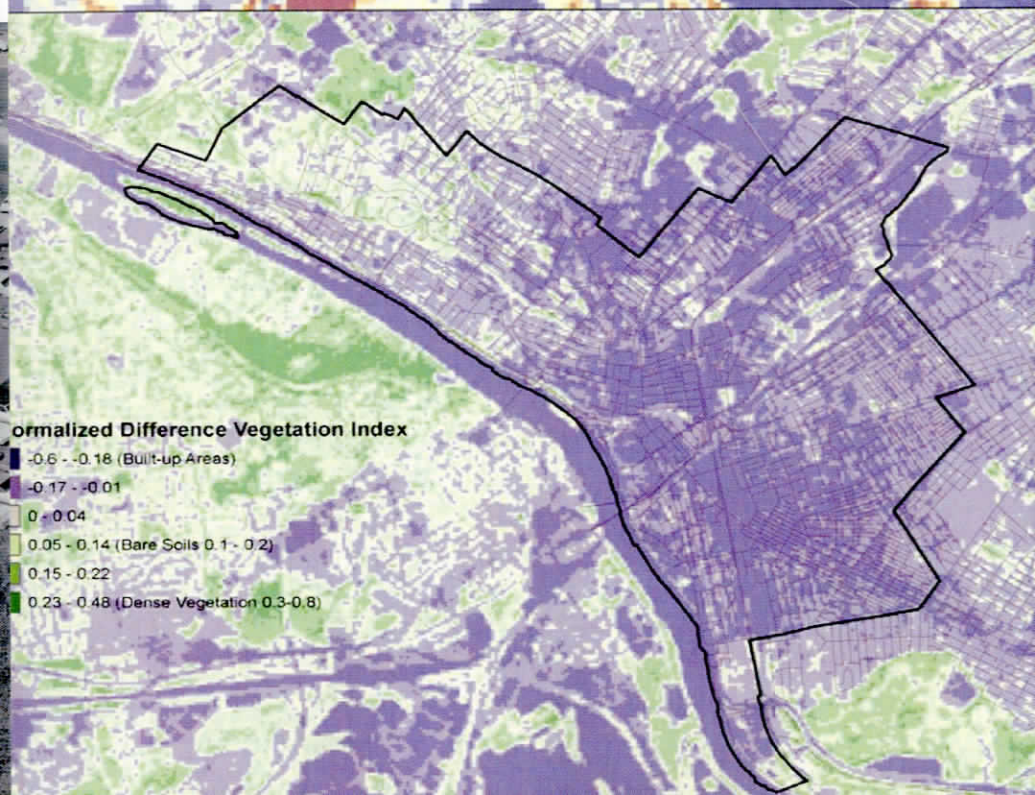 ormalized Difference Vegetation Index
-0.6 - -0.18 (Built-up Areas)
-0.17 - -0.01
0 - 0.04
0.05 - 0.14 (Bare Soils 0.1 - 0.2)
0.15 - 0.22
0.23 - 0.48 (Dense Vegetation 0.3-0.8)